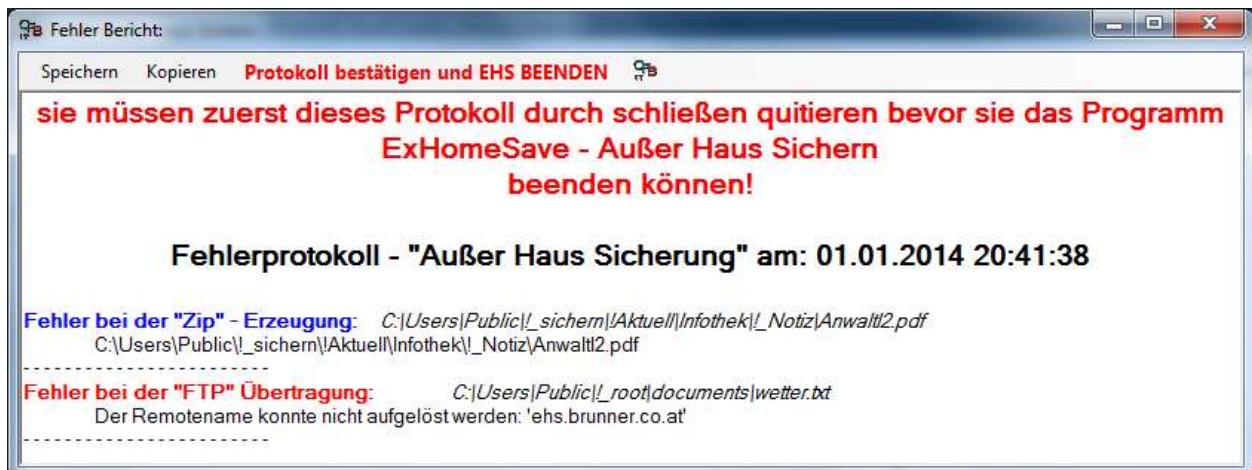 Fehler Bericht:
Speichern Kopieren Protokoll bestätigen und EHS BEENDEN
sie müssen zuerst dieses Protokoll durch schließen quitieren bevor sie das Programm
ExHomeSave - Außer Haus Sichern
beenden können!
Fehlerprotokoll - "Außer Haus Sicherung" am: 01.01.2014 20:41:38
Fehler bei der "Zip" - Erzeugung: C:\Users\Public\!_sichern\!Aktuell\Infothek\!_Notiz\Anwaltl2.pdf
C:\Users\Public\!_sichern\!Aktuell\Infothek\!_Notiz\Anwaltl2.pdf
- - - - - - - - - - - - - - - - - - - - - - - -
Fehler bei der "FTP" Übertragung: C:\Users\Public\!_root\documents\wetter.txt
Der Remotename konnte nicht aufgelöst werden: 'ehs.brunner.co.at'
- - - - - - - - - - - - - - - - - - - - - - - -